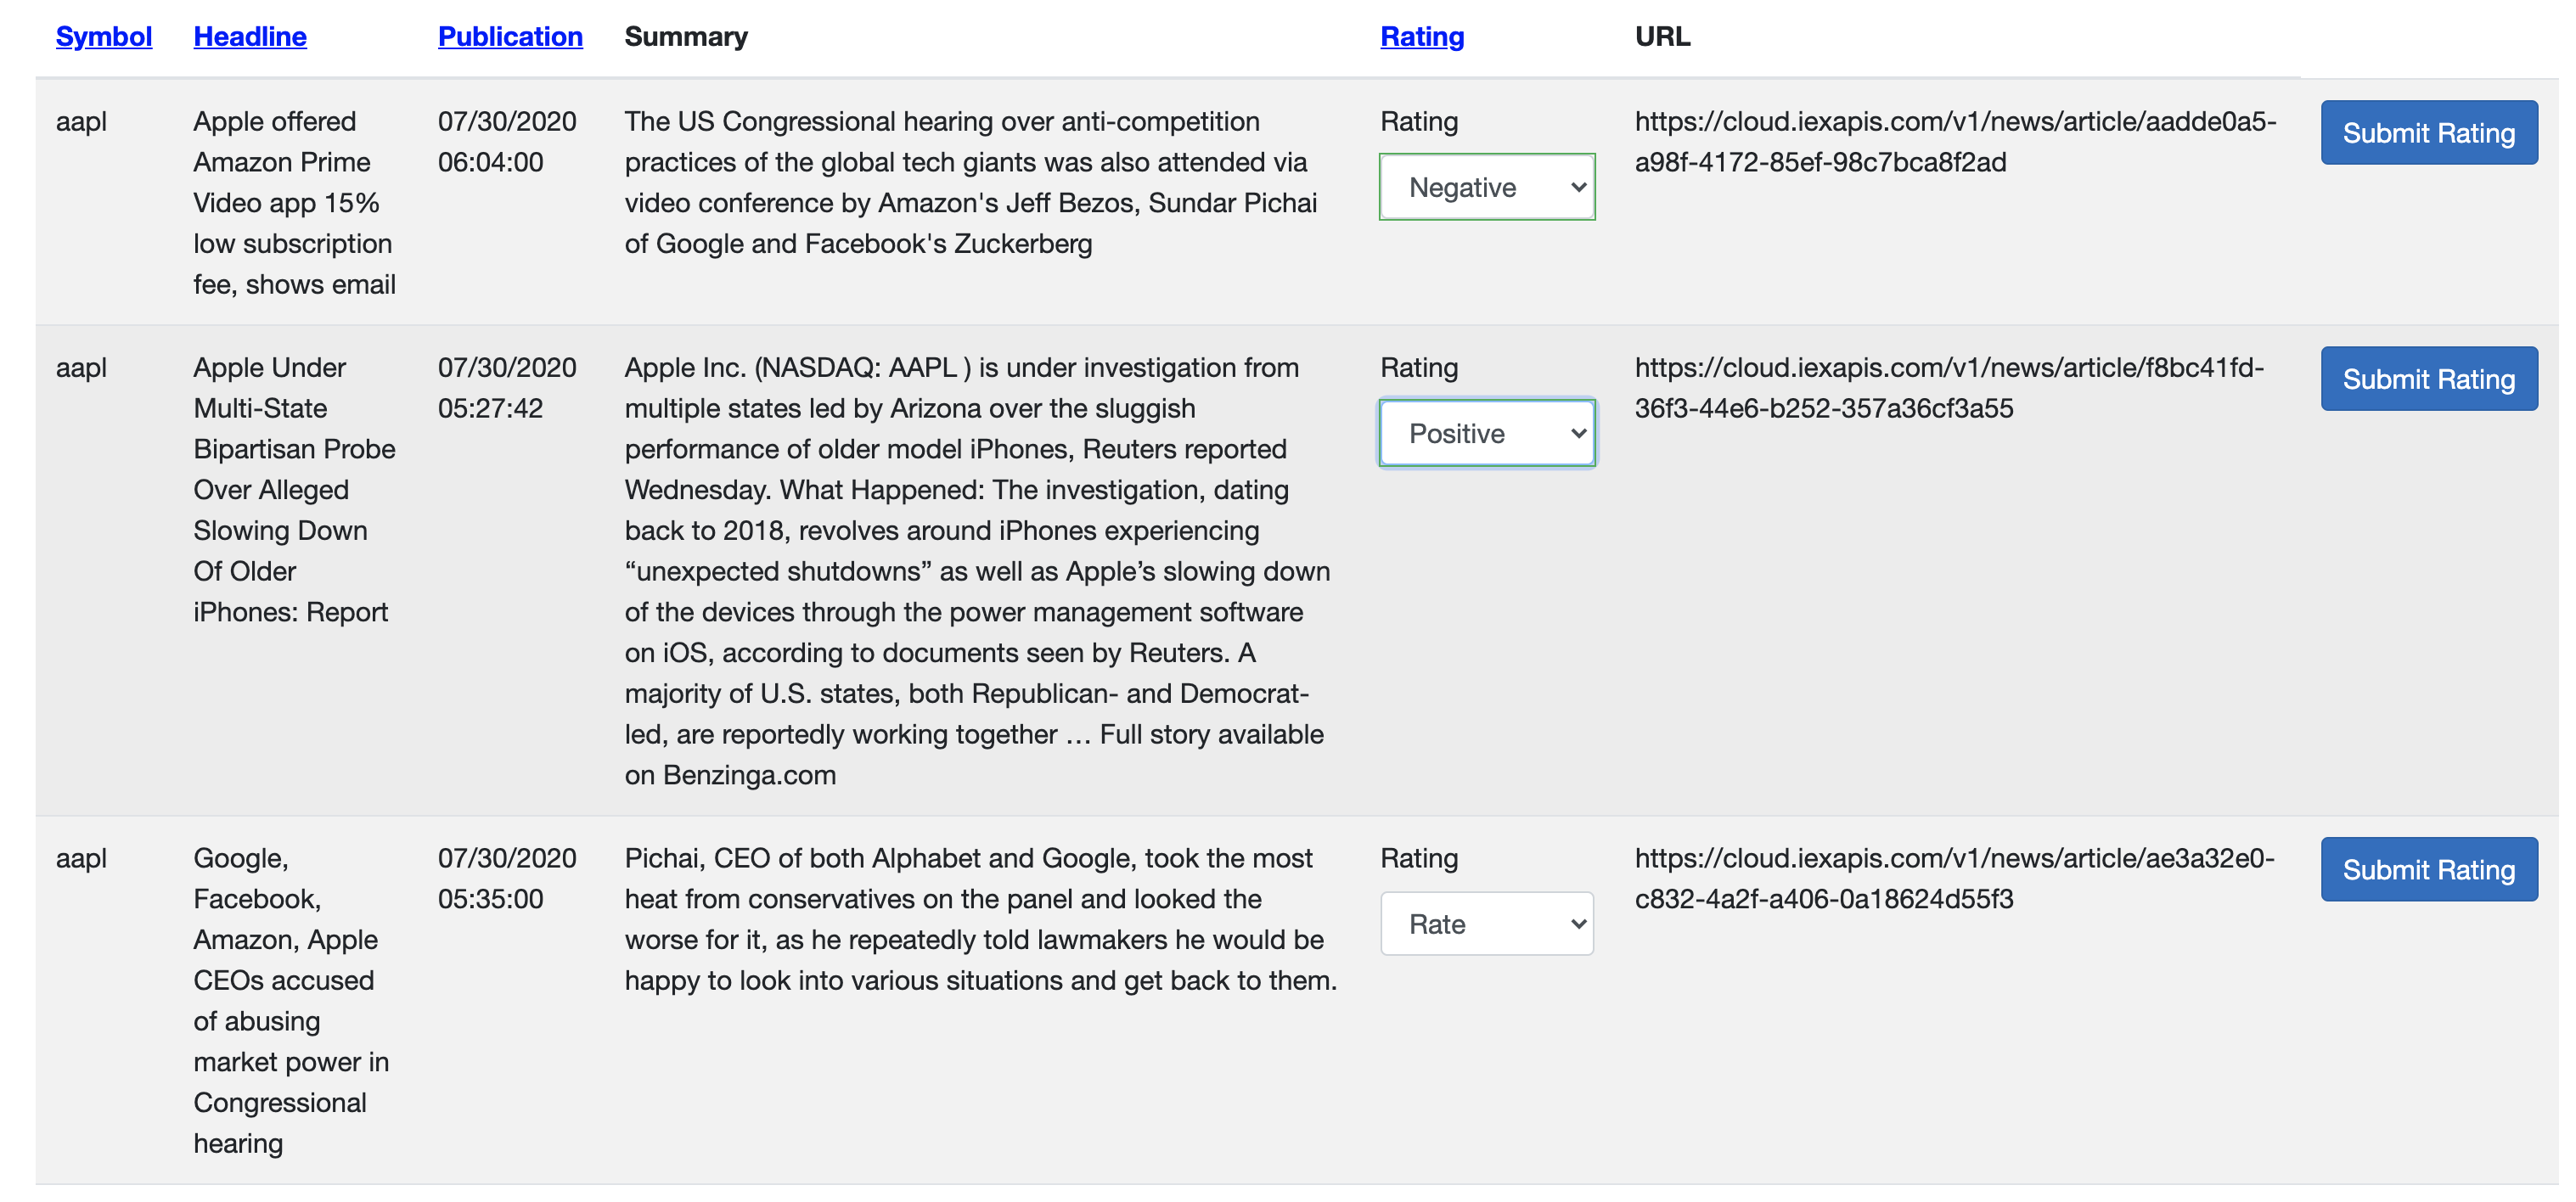 Symbol Headline Publication Summary Rating URL
aapl
Apple offered
Amazon Prime
Video app 15%
low subscription
fee, shows email
07/30/2020
06:04:00
The US Congressional hearing over anti-competition
practices of the global tech giants was also attended via
video conference by Amazon's Jeff Bezos, Sundar Pichai
of Google and Facebook's Zuckerberg
Rating
Negative
https://cloud.iexapis.com/v1/news/article/aadde0a5-
a98f-4172-85ef-98c7bca8f2ad
Submit Rating
aapl
Apple Under
Multi-State
Bipartisan Probe
Over Alleged
Slowing Down
Of Older
iPhones: Report
07/30/2020
05:27:42
Apple Inc. (NASDAQ: AAPL ) is under investigation from
multiple states led by Arizona over the sluggish
performance of older model iPhones, Reuters reported
Wednesday. What Happened: The investigation, dating
back to 2018, revolves around iPhones experiencing
“unexpected shutdowns” as well as Apple’s slowing down
of the devices through the power management software
on iOS, according to documents seen by Reuters. A
majority of U.S. states, both Republican- and Democrat-
led, are reportedly working together … Full story available
on Benzinga.com
Rating
Positive
https://cloud.iexapis.com/v1/news/article/f8bc41fd-
36f3-44e6-b252-357a36cf3a55
Submit Rating
aapl
Google,
Facebook,
Amazon, Apple
CEOs accused
of abusing
market power in
Congressional
hearing
07/30/2020
05:35:00
Pichai, CEO of both Alphabet and Google, took the most
heat from conservatives on the panel and looked the
worse for it, as he repeatedly told lawmakers he would be
happy to look into various situations and get back to them.
Rating
Rate
https://cloud.iexapis.com/v1/news/article/ae3a32e0-
c832-4a2f-a406-0a18624d55f3
Submit Rating